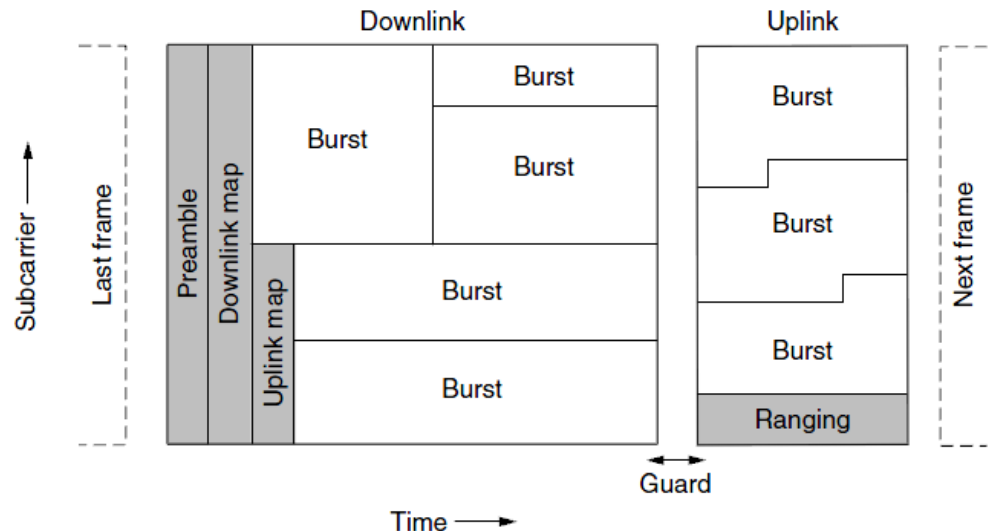 Downlink
Uplink
Subcarrier
Last frame
Preamble
Downlink map
Uplink map
Burst
Burst
Burst
Burst
Burst
Burst
Burst
Burst
Ranging
Next frame
Guard
Time